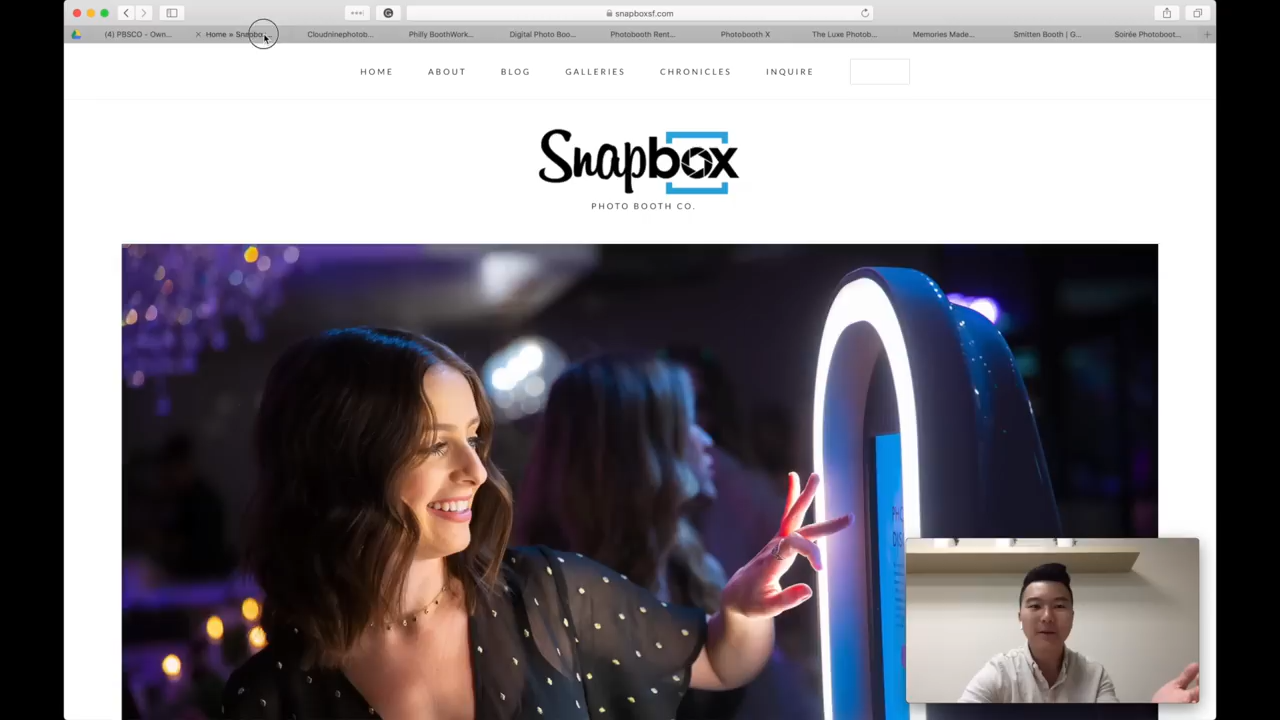 snapboxsf.com
(4) PBSCO - Own...
Home » Snapbo...
Cloudninephotob...
Philly BoothWork...
Digital Photo Boo...
Photobooth Rent...
Photobooth X
The Luxe Photob...
Memories Made...
Smitten Booth | G...
Soirée Photoboot...
HOME
ABOUT
BLOG
GALLERIES
CHRONICLES
INQUIRE
Snapbox
PHOTO BOOTH CO.